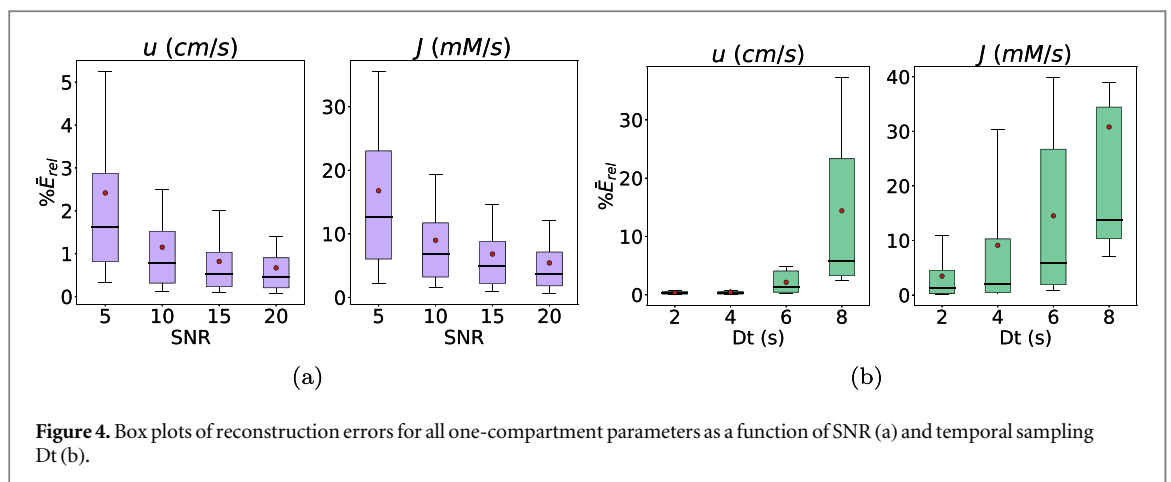 u (cm/s)
J (mM/s)
u (cm/s)
J (mM/s)
%Ē_rel
5
4
3
2
1
0
30
20
10
0
%Ē_rel
30
20
10
0
40
30
20
10
0
5 10 15 20
SNR
5 10 15 20
SNR
2 4 6 8
Dt (s)
2 4 6 8
Dt (s)
(a)
(b)
Figure 4. Box plots of reconstruction errors for all one-compartment parameters as a function of SNR (a) and temporal sampling
Dt (b).